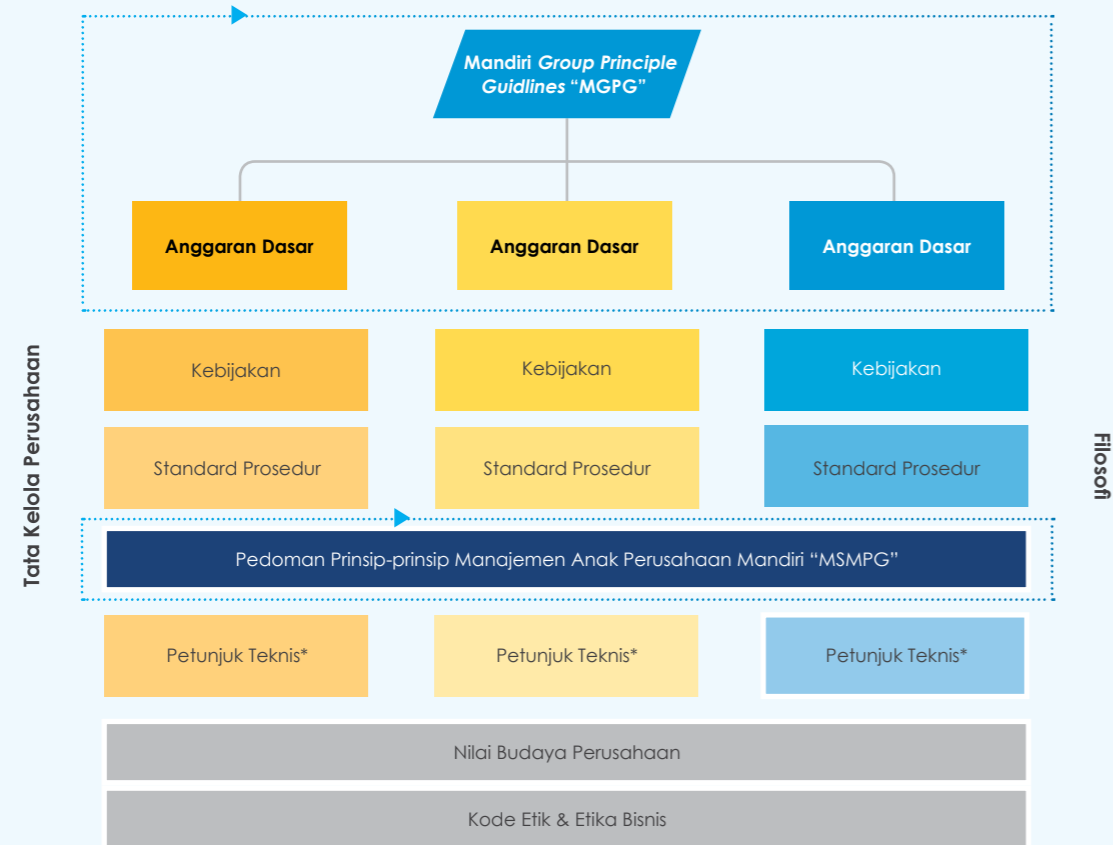 Mandiri Group Principle
Guidlines “MGPG”
Anggaran Dasar
Anggaran Dasar
Anggaran Dasar
Kebijakan
Kebijakan
Kebijakan
Tata Kelola Perusahaan
Filosofi
Standard Prosedur
Standard Prosedur
Standard Prosedur
Pedoman Prinsip-prinsip Manajemen Anak Perusahaan Mandiri “MSMPG”
Petunjuk Teknis*
Petunjuk Teknis*
Petunjuk Teknis*
Nilai Budaya Perusahaan
Kode Etik & Etika Bisnis